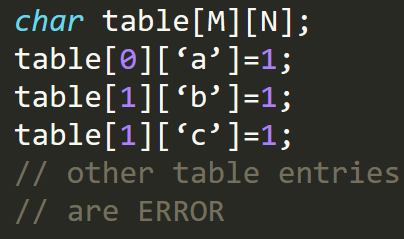 char table[M][N];
table[0][‘a’]=1;
table[1][‘b’]=1;
table[1][‘c’]=1;
// other table entries
// are ERROR